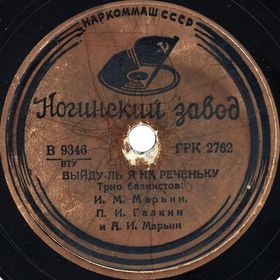 НАРКОММАШ СССР
Ногинский завод
В 9346 ГРК 2762
ВТУ
ВЫЙДУ-ЛЬ Я НА РЕЧЕНЬКУ
Трио баянистов:
И. М. Марьин,
П. И. Галкин
и А. И. Марьин